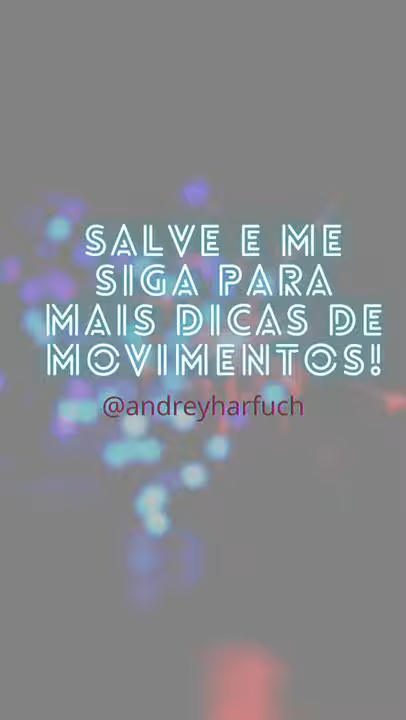 SALVE E ME
SIGA PARA
MAIS DICAS DE
MOVIMENTOS!
@andreyharfuch